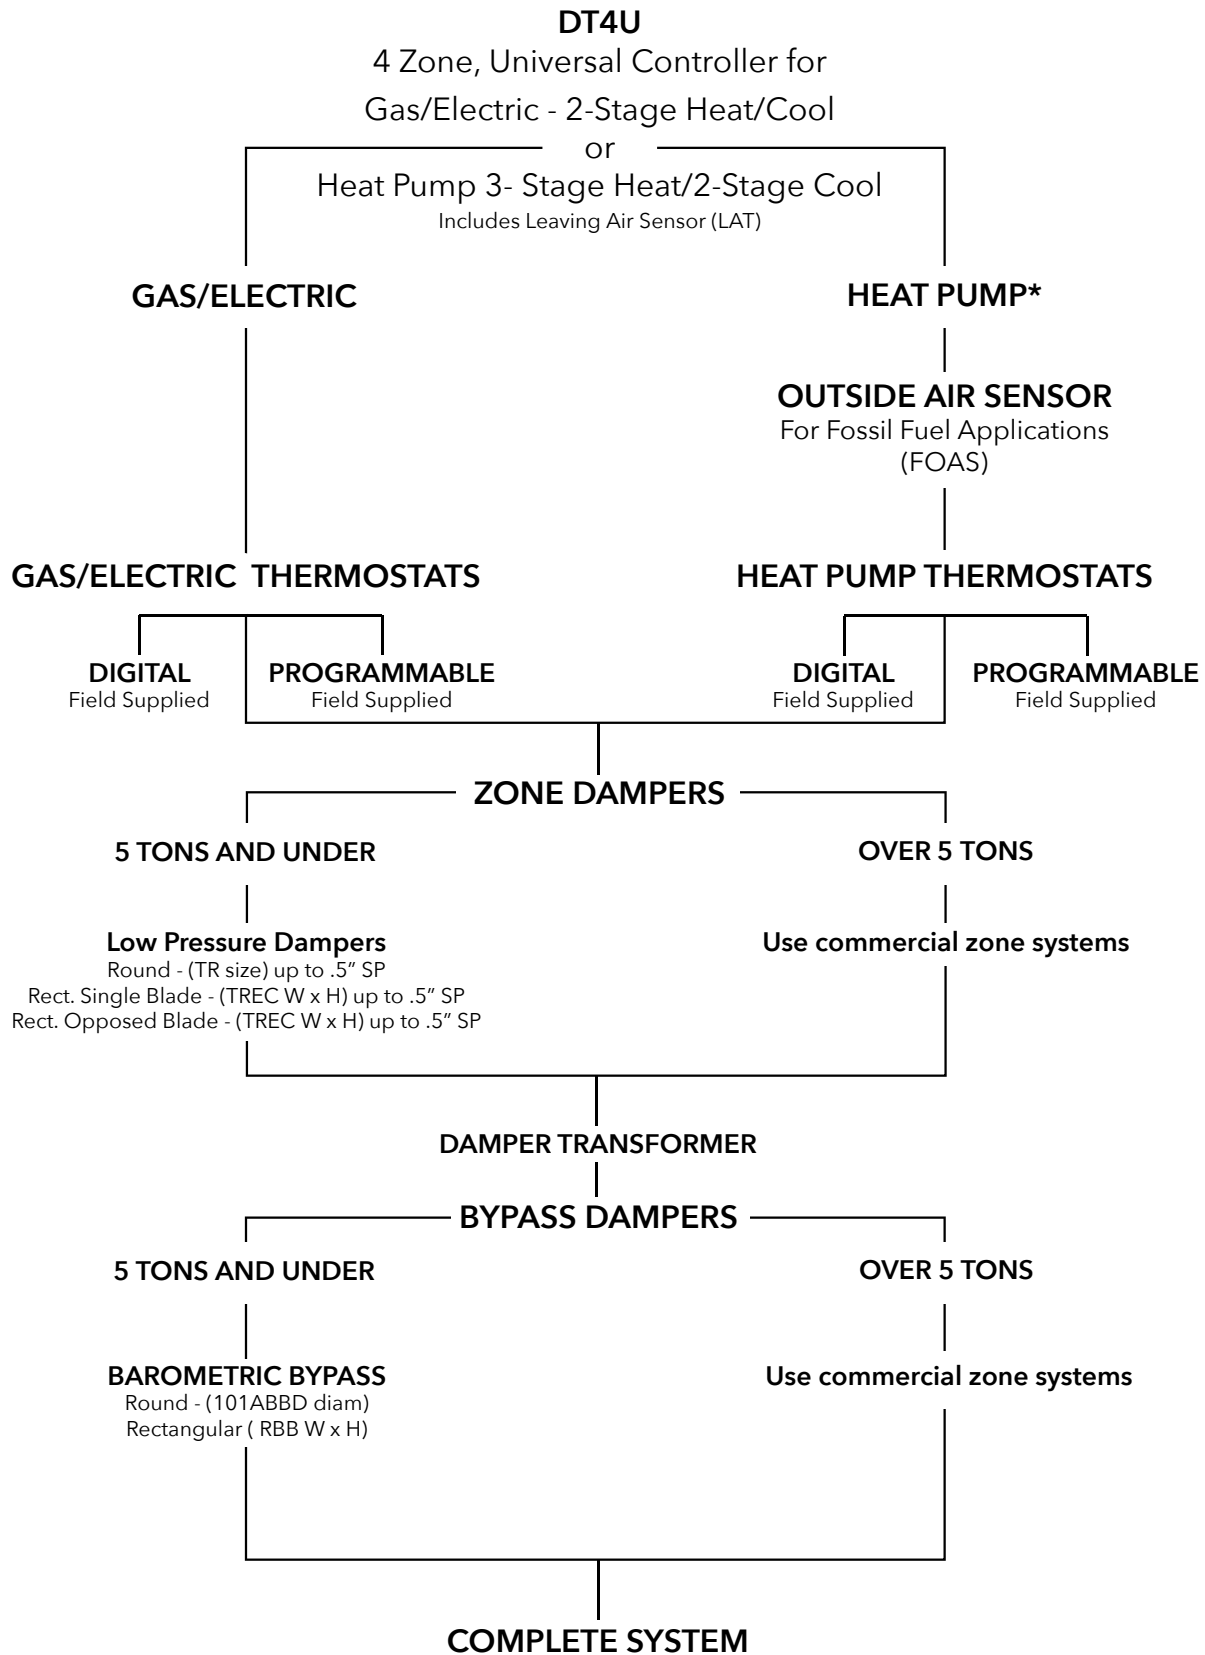 DT4U
4 Zone, Universal Controller for
Gas/Electric - 2-Stage Heat/Cool
or
Heat Pump 3- Stage Heat/2-Stage Cool
Includes Leaving Air Sensor (LAT)
GAS/ELECTRIC
HEAT PUMP*
OUTSIDE AIR SENSOR
For Fossil Fuel Applications
(FOAS)
GAS/ELECTRIC THERMOSTATS
HEAT PUMP THERMOSTATS
DIGITAL
Field Supplied
PROGRAMMABLE
Field Supplied
DIGITAL
Field Supplied
PROGRAMMABLE
Field Supplied
ZONE DAMPERS
5 TONS AND UNDER
OVER 5 TONS
Low Pressure Dampers
Round - (TR size) up to .5” SP
Rect. Single Blade - (TREC W x H) up to .5” SP
Rect. Opposed Blade - (TREC W x H) up to .5” SP
Use commercial zone systems
DAMPER TRANSFORMER
BYPASS DAMPERS
5 TONS AND UNDER
OVER 5 TONS
BAROMETRIC BYPASS
Round - (101ABBD diam)
Rectangular ( RBB W x H)
Use commercial zone systems
COMPLETE SYSTEM